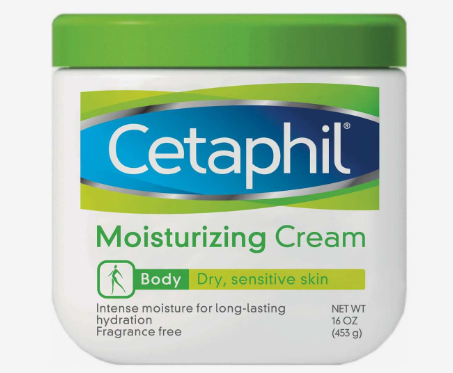 Cetaphil®
Moisturizing Cream
Body Dry, sensitive skin
Intense moisture for long-lasting
hydration
Fragrance free
NET WT
16 OZ
(453 g)